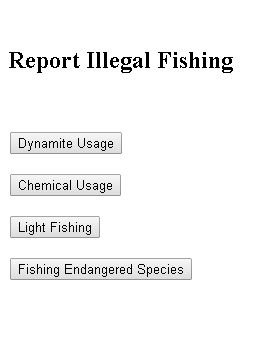 Report Illegal Fishing
Dynamite Usage
Chemical Usage
Light Fishing
Fishing Endangered Species